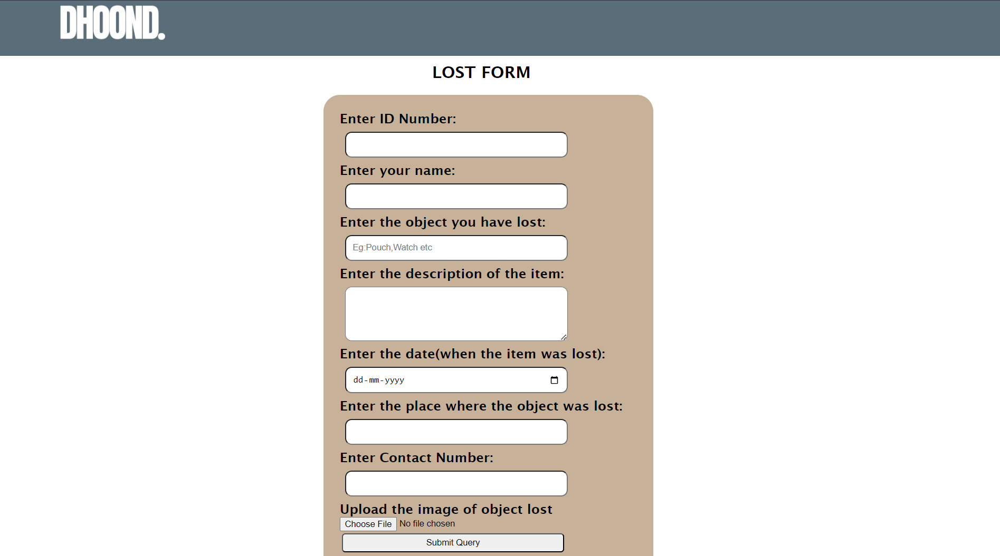 DHOOND.
LOST FORM
Enter ID Number:
Enter your name:
Enter the object you have lost:
Eg:Pouch,Watch etc
Enter the description of the item:
Enter the date(when the item was lost):
dd-mm-yyyy
Enter the place where the object was lost:
Enter Contact Number:
Upload the image of object lost
Choose File No file chosen
Submit Query